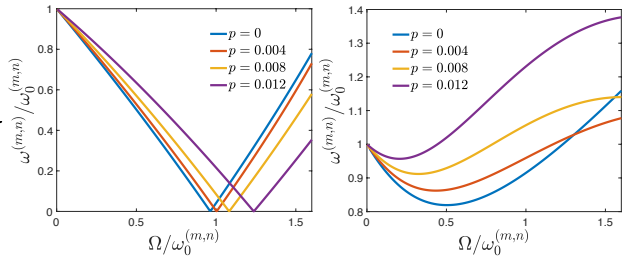 1
0.8
0.6
0.4
0.2
0
0
0.5
1
1.5
ω^(m,n)/ω_0^(m,n)
Ω/ω_0^(m,n)
p = 0
p = 0.004
p = 0.008
p = 0.012
1.4
1.3
1.2
1.1
1
0.9
0.8
0
0.5
1
1.5
ω^(m,n)/ω_0^(m,n)
Ω/ω_0^(m,n)
p = 0
p = 0.004
p = 0.008
p = 0.012